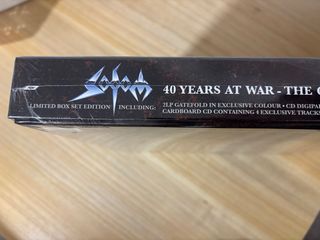 Sodom
40 YEARS AT WAR - THE
LIMITED BOX SET EDITION INCLUDING:
2LP GATEFOLD IN EXCLUSIVE COLOUR • CD DIGIPA
CARDBOARD CD CONTAINING 4 EXCLUSIVE TRACKS